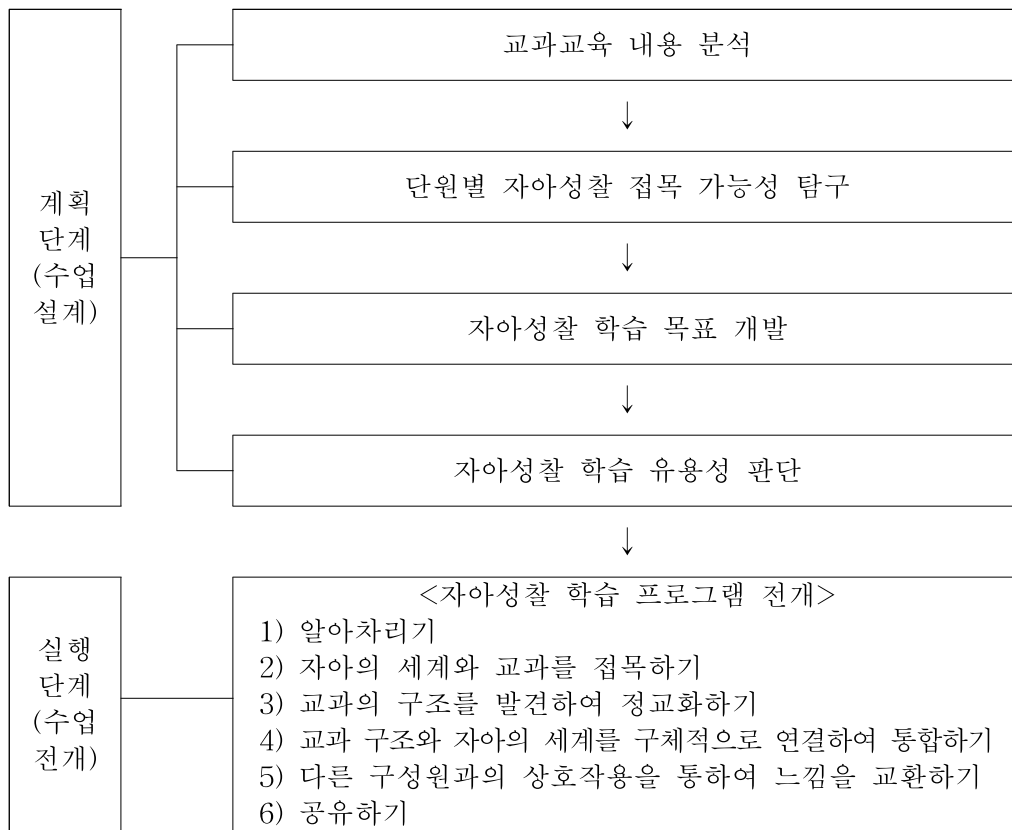 계획
단계
(수업
설계)
교과교육 내용 분석
↓
단원별 자아성찰 접목 가능성 탐구
↓
자아성찰 학습 목표 개발
↓
자아성찰 학습 유용성 판단
↓
실행
단계
(수업
전개)
<자아성찰 학습 프로그램 전개>
1) 알아차리기
2) 자아의 세계와 교과를 접목하기
3) 교과의 구조를 발견하여 정교화하기
4) 교과 구조와 자아의 세계를 구체적으로 연결하여 통합하기
5) 다른 구성원과의 상호작용을 통하여 느낌을 교환하기
6) 공유하기